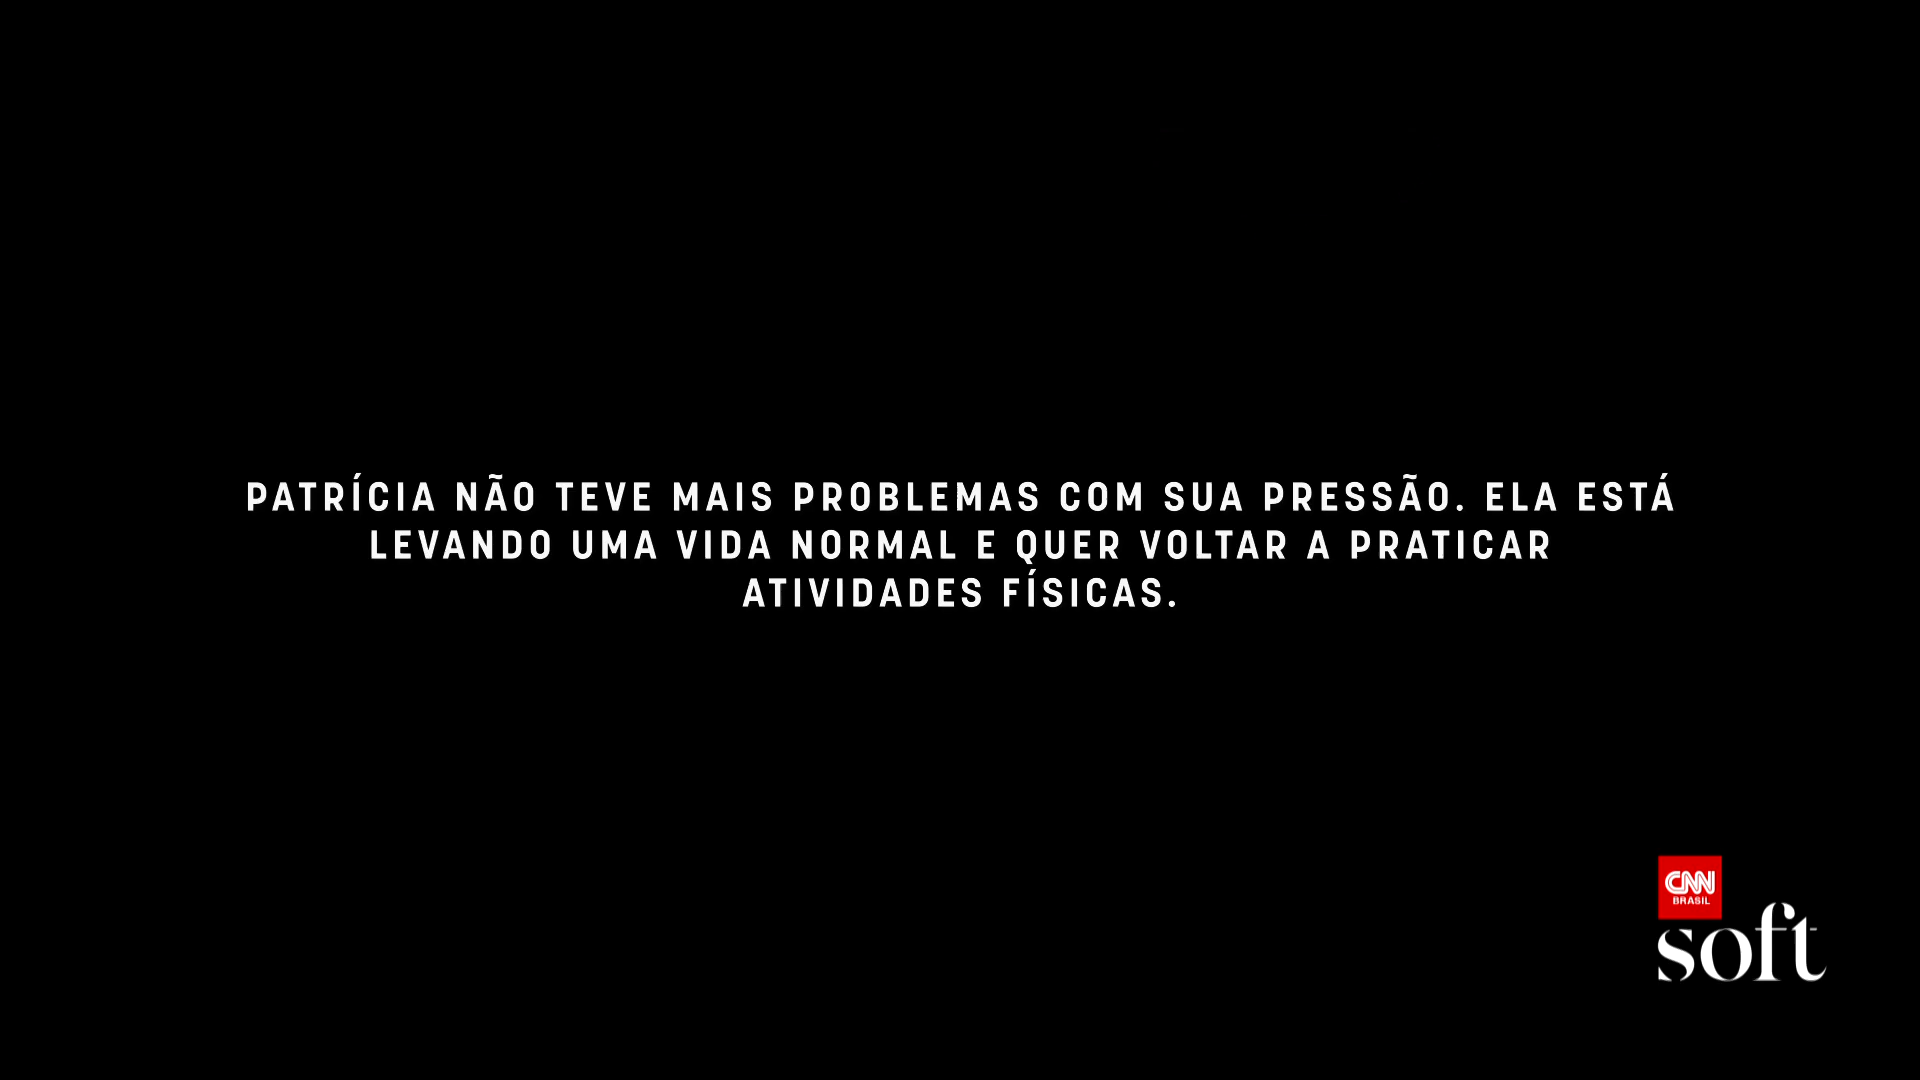 PATRÍCIA NÃO TEVE MAIS PROBLEMAS COM SUA PRESSÃO. ELA ESTÁ
LEVANDO UMA VIDA NORMAL E QUER VOLTAR A PRATICAR
ATIVIDADES FÍSICAS.
CNN
BRASIL
soft